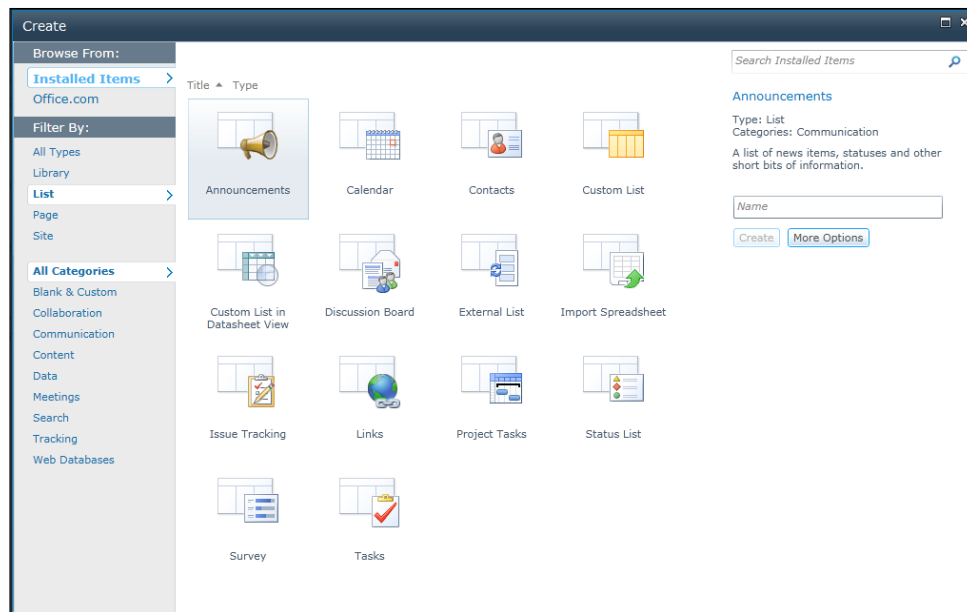 Create
Browse From:
Installed Items
Office.com
Filter By:
All Types
Library
List
Page
Site
All Categories
Blank & Custom
Collaboration
Communication
Content
Data
Meetings
Search
Tracking
Web Databases
Title Type
Announcements
Calendar
Contacts
Custom List
Custom List in
Datasheet View
Discussion Board
External List
Import Spreadsheet
Issue Tracking
Links
Project Tasks
Status List
Survey
Tasks
Search Installed Items
Announcements
Type: List
Categories: Communication
A list of news items, statuses and other
short bits of information.
Name
Create More Options